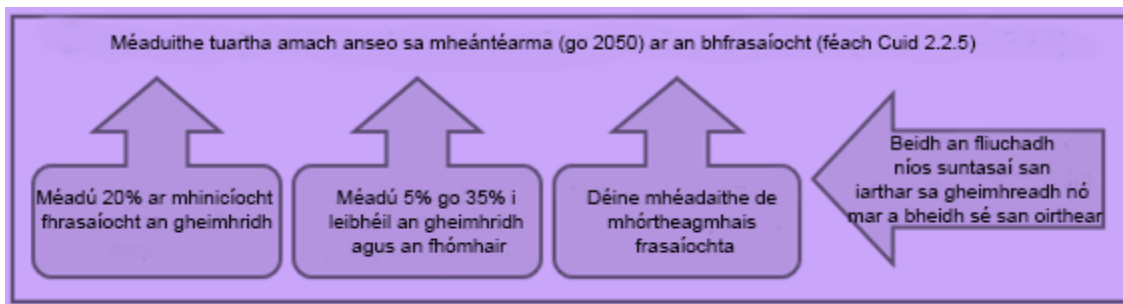 Méaduithe tuartha amach anseo sa mheántéarma (go 2050) ar an bhfrasaíocht (féach Cuid 2.2.5)
Méadú 20% ar mhinicíocht
fhrasaíocht an gheimhridh
Méadú 5% go 35% i
leibhéil an gheimhridh
agus an fhómhair
Déine mhéadaithe de
mhórtheagmhais
frasaíochta
Beidh an fliuchadh
níos suntasaí san
iarthar sa gheimhreadh nó
mar a bheidh sé san oirthear